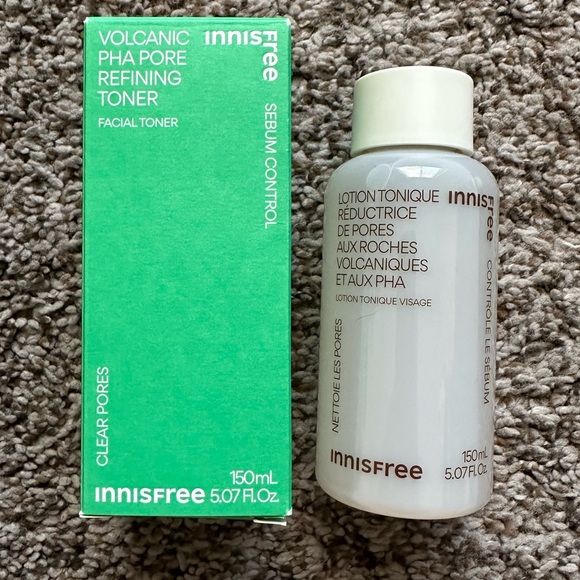 VOLCANIC
PHA PORE
REFINING
TONER
FACIAL TONER
innisfree
SEBUM CONTROL
CLEAR PORES
150mL
innisfree 5.07 Fl.Oz.
LOTION TONIQUE
RÉDUCTRICE
DE PORES
AUX ROCHES
VOLCANIQUES
ET AUX PHA
LOTION TONIQUE VISAGE
innisfree
CONTRÔLE LE SÉBUM
NETTOIE LES PORES
150mL
innisfree 5.07 Fl.Oz.